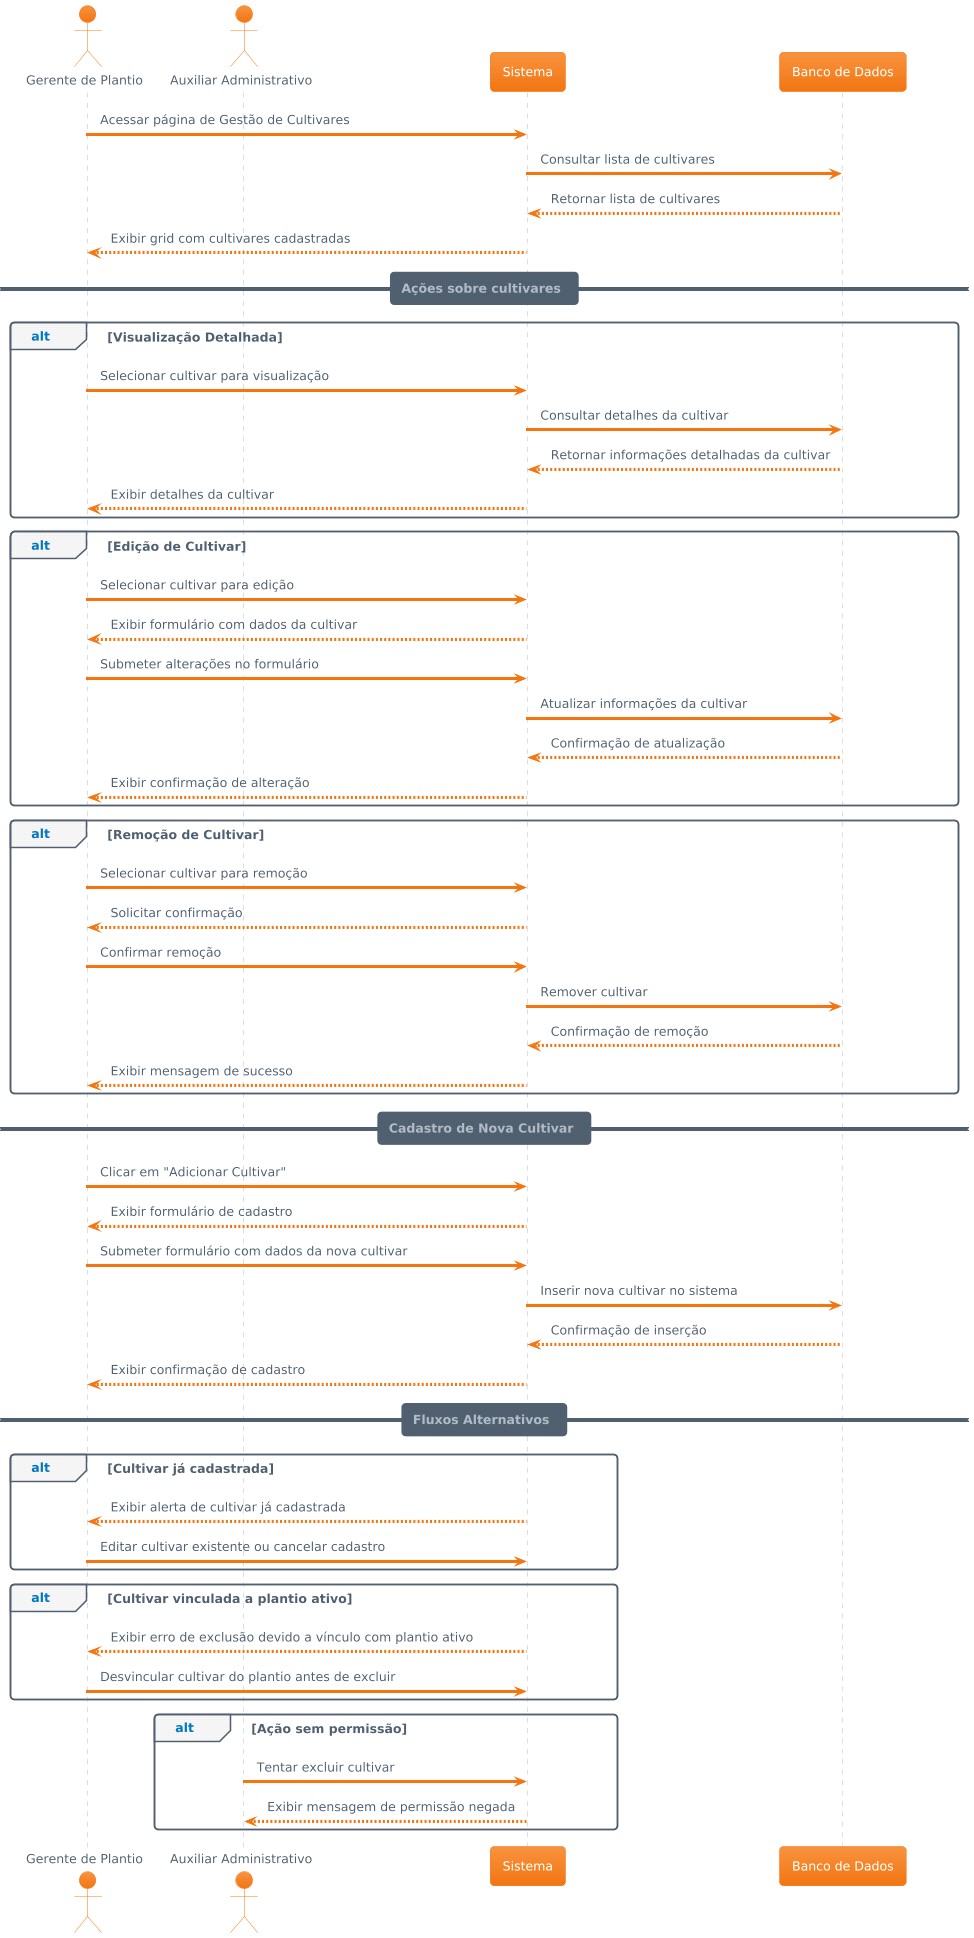 Gerente de Plantio
Auxiliar Administrativo
Sistema
Banco de Dados
Acessar página de Gestão de Cultivares
Consultar lista de cultivares
Retornar lista de cultivares
Exibir grid com cultivares cadastradas
Ações sobre cultivares
alt
[Visualização Detalhada]
Selecionar cultivar para visualização
Consultar detalhes da cultivar
Retornar informações detalhadas da cultivar
Exibir detalhes da cultivar
alt
[Edição de Cultivar]
Selecionar cultivar para edição
Exibir formulário com dados da cultivar
Submeter alterações no formulário
Atualizar informações da cultivar
Confirmação de atualização
Exibir confirmação de alteração
alt
[Remoção de Cultivar]
Selecionar cultivar para remoção
Solicitar confirmação
Confirmar remoção
Remover cultivar
Confirmação de remoção
Exibir mensagem de sucesso
Cadastro de Nova Cultivar
Clicar em "Adicionar Cultivar"
Exibir formulário de cadastro
Submeter formulário com dados da nova cultivar
Inserir nova cultivar no sistema
Confirmação de inserção
Exibir confirmação de cadastro
Fluxos Alternativos
alt
[Cultivar já cadastrada]
Exibir alerta de cultivar já cadastrada
Editar cultivar existente ou cancelar cadastro
alt
[Cultivar vinculada a plantio ativo]
Exibir erro de exclusão devido a vínculo com plantio ativo
Desvincular cultivar do plantio antes de excluir
alt
[Ação sem permissão]
Tentar excluir cultivar
Exibir mensagem de permissão negada
Gerente de Plantio
Auxiliar Administrativo
Sistema
Banco de Dados